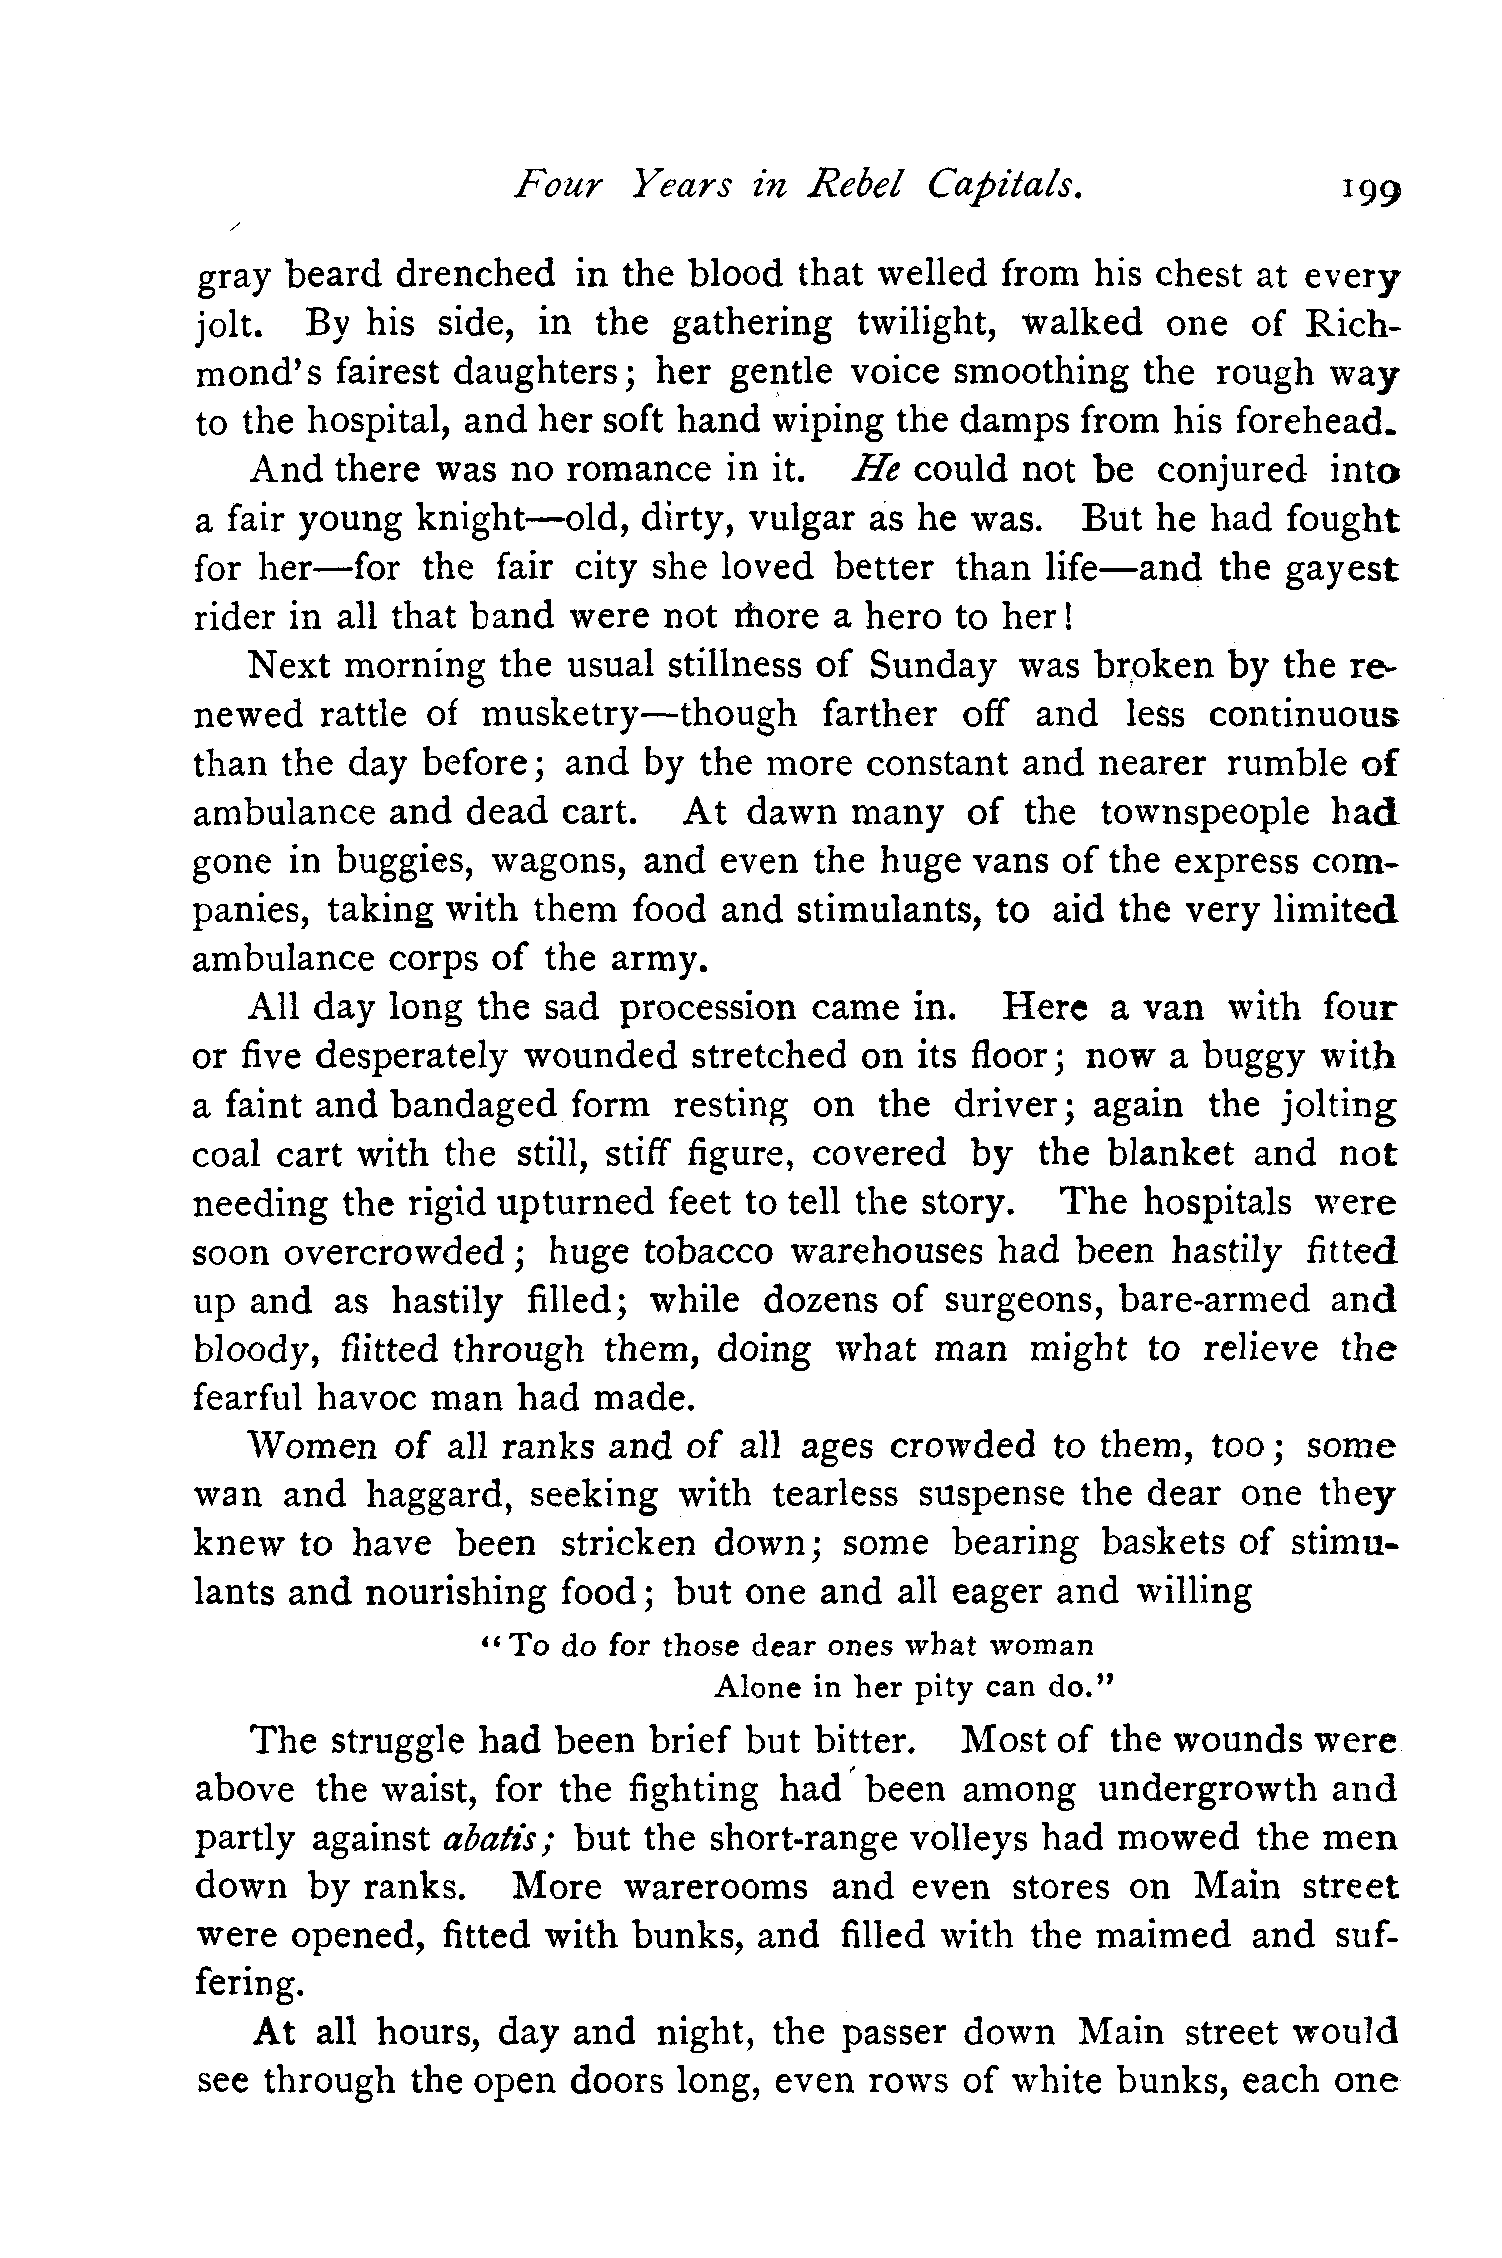 Four Years in Rebel Capitals. 199
gray beard drenched in the blood that welled from his chest at every
jolt. By his side, in the gathering twilight, walked one of Rich-
mond's fairest daughters; her gentle voice smoothing the rough way
to the hospital, and her soft hand wiping the damps from his forehead.
And there was no romance in it. He could not be conjured into
a fair young knight—old, dirty, vulgar as he was. But he had fought
for her—for the fair city she loved better than life—and the gayest
rider in all that band were not more a hero to her!
Next morning the usual stillness of Sunday was broken by the re-
newed rattle of musketry—though farther off and less continuous
than the day before; and by the more constant and nearer rumble of
ambulance and dead cart. At dawn many of the townspeople had
gone in buggies, wagons, and even the huge vans of the express com-
panies, taking with them food and stimulants, to aid the very limited
ambulance corps of the army.
All day long the sad procession came in. Here a van with four
or five desperately wounded stretched on its floor; now a buggy with
a faint and bandaged form resting on the driver; again the jolting
coal cart with the still, stiff figure, covered by the blanket and not
needing the rigid upturned feet to tell the story. The hospitals were
soon overcrowded; huge tobacco warehouses had been hastily fitted
up and as hastily filled; while dozens of surgeons, bare-armed and
bloody, flitted through them, doing what man might to relieve the
fearful havoc man had made.
Women of all ranks and of all ages crowded to them, too; some
wan and haggard, seeking with tearless suspense the dear one they
knew to have been stricken down; some bearing baskets of stimu-
lants and nourishing food; but one and all eager and willing
"To do for those dear ones what woman
Alone in her pity can do."
The struggle had been brief but bitter. Most of the wounds were
above the waist, for the fighting had been among undergrowth and
partly against abatis; but the short-range volleys had mowed the men
down by ranks. More warerooms and even stores on Main street
were opened, fitted with bunks, and filled with the maimed and suf-
fering.
At all hours, day and night, the passer down Main street would
see through the open doors long, even rows of white bunks, each one